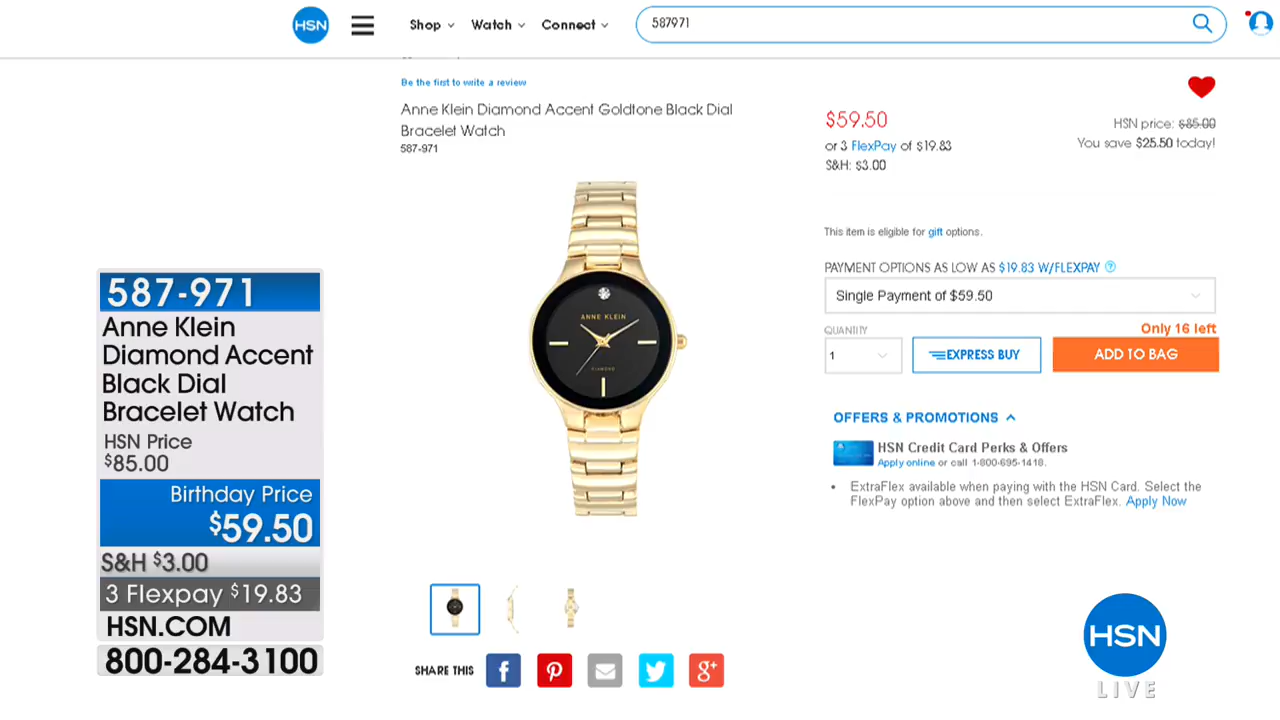 HSN
Shop
Watch
Connect
587971
Be the first to write a review
Anne Klein Diamond Accent Goldtone Black Dial
Bracelet Watch
587-971
$59.50
or 3 FlexPay of $19.83
S&H: $3.00
HSN price: $85.00
You save $25.50 today!
This item is eligible for gift options.
PAYMENT OPTIONS AS LOW AS $19.83 W/FLEXPAY ?
Single Payment of $59.50
QUANTITY
Only 16 left
1
EXPRESS BUY
ADD TO BAG
OFFERS & PROMOTIONS
HSN Credit Card Perks & Offers
Apply online or call 1-800-695-1418.
• ExtraFlex available when paying with the HSN Card. Select the
FlexPay option above and then select ExtraFlex. Apply Now
ANNE KLEIN
DIAMOND
587-971
Anne Klein
Diamond Accent
Black Dial
Bracelet Watch
HSN Price
$85.00
Birthday Price
$59.50
S&H $3.00
3 Flexpay $19.83
HSN.COM
800-284-3100
SHARE THIS
HSN
LIVE